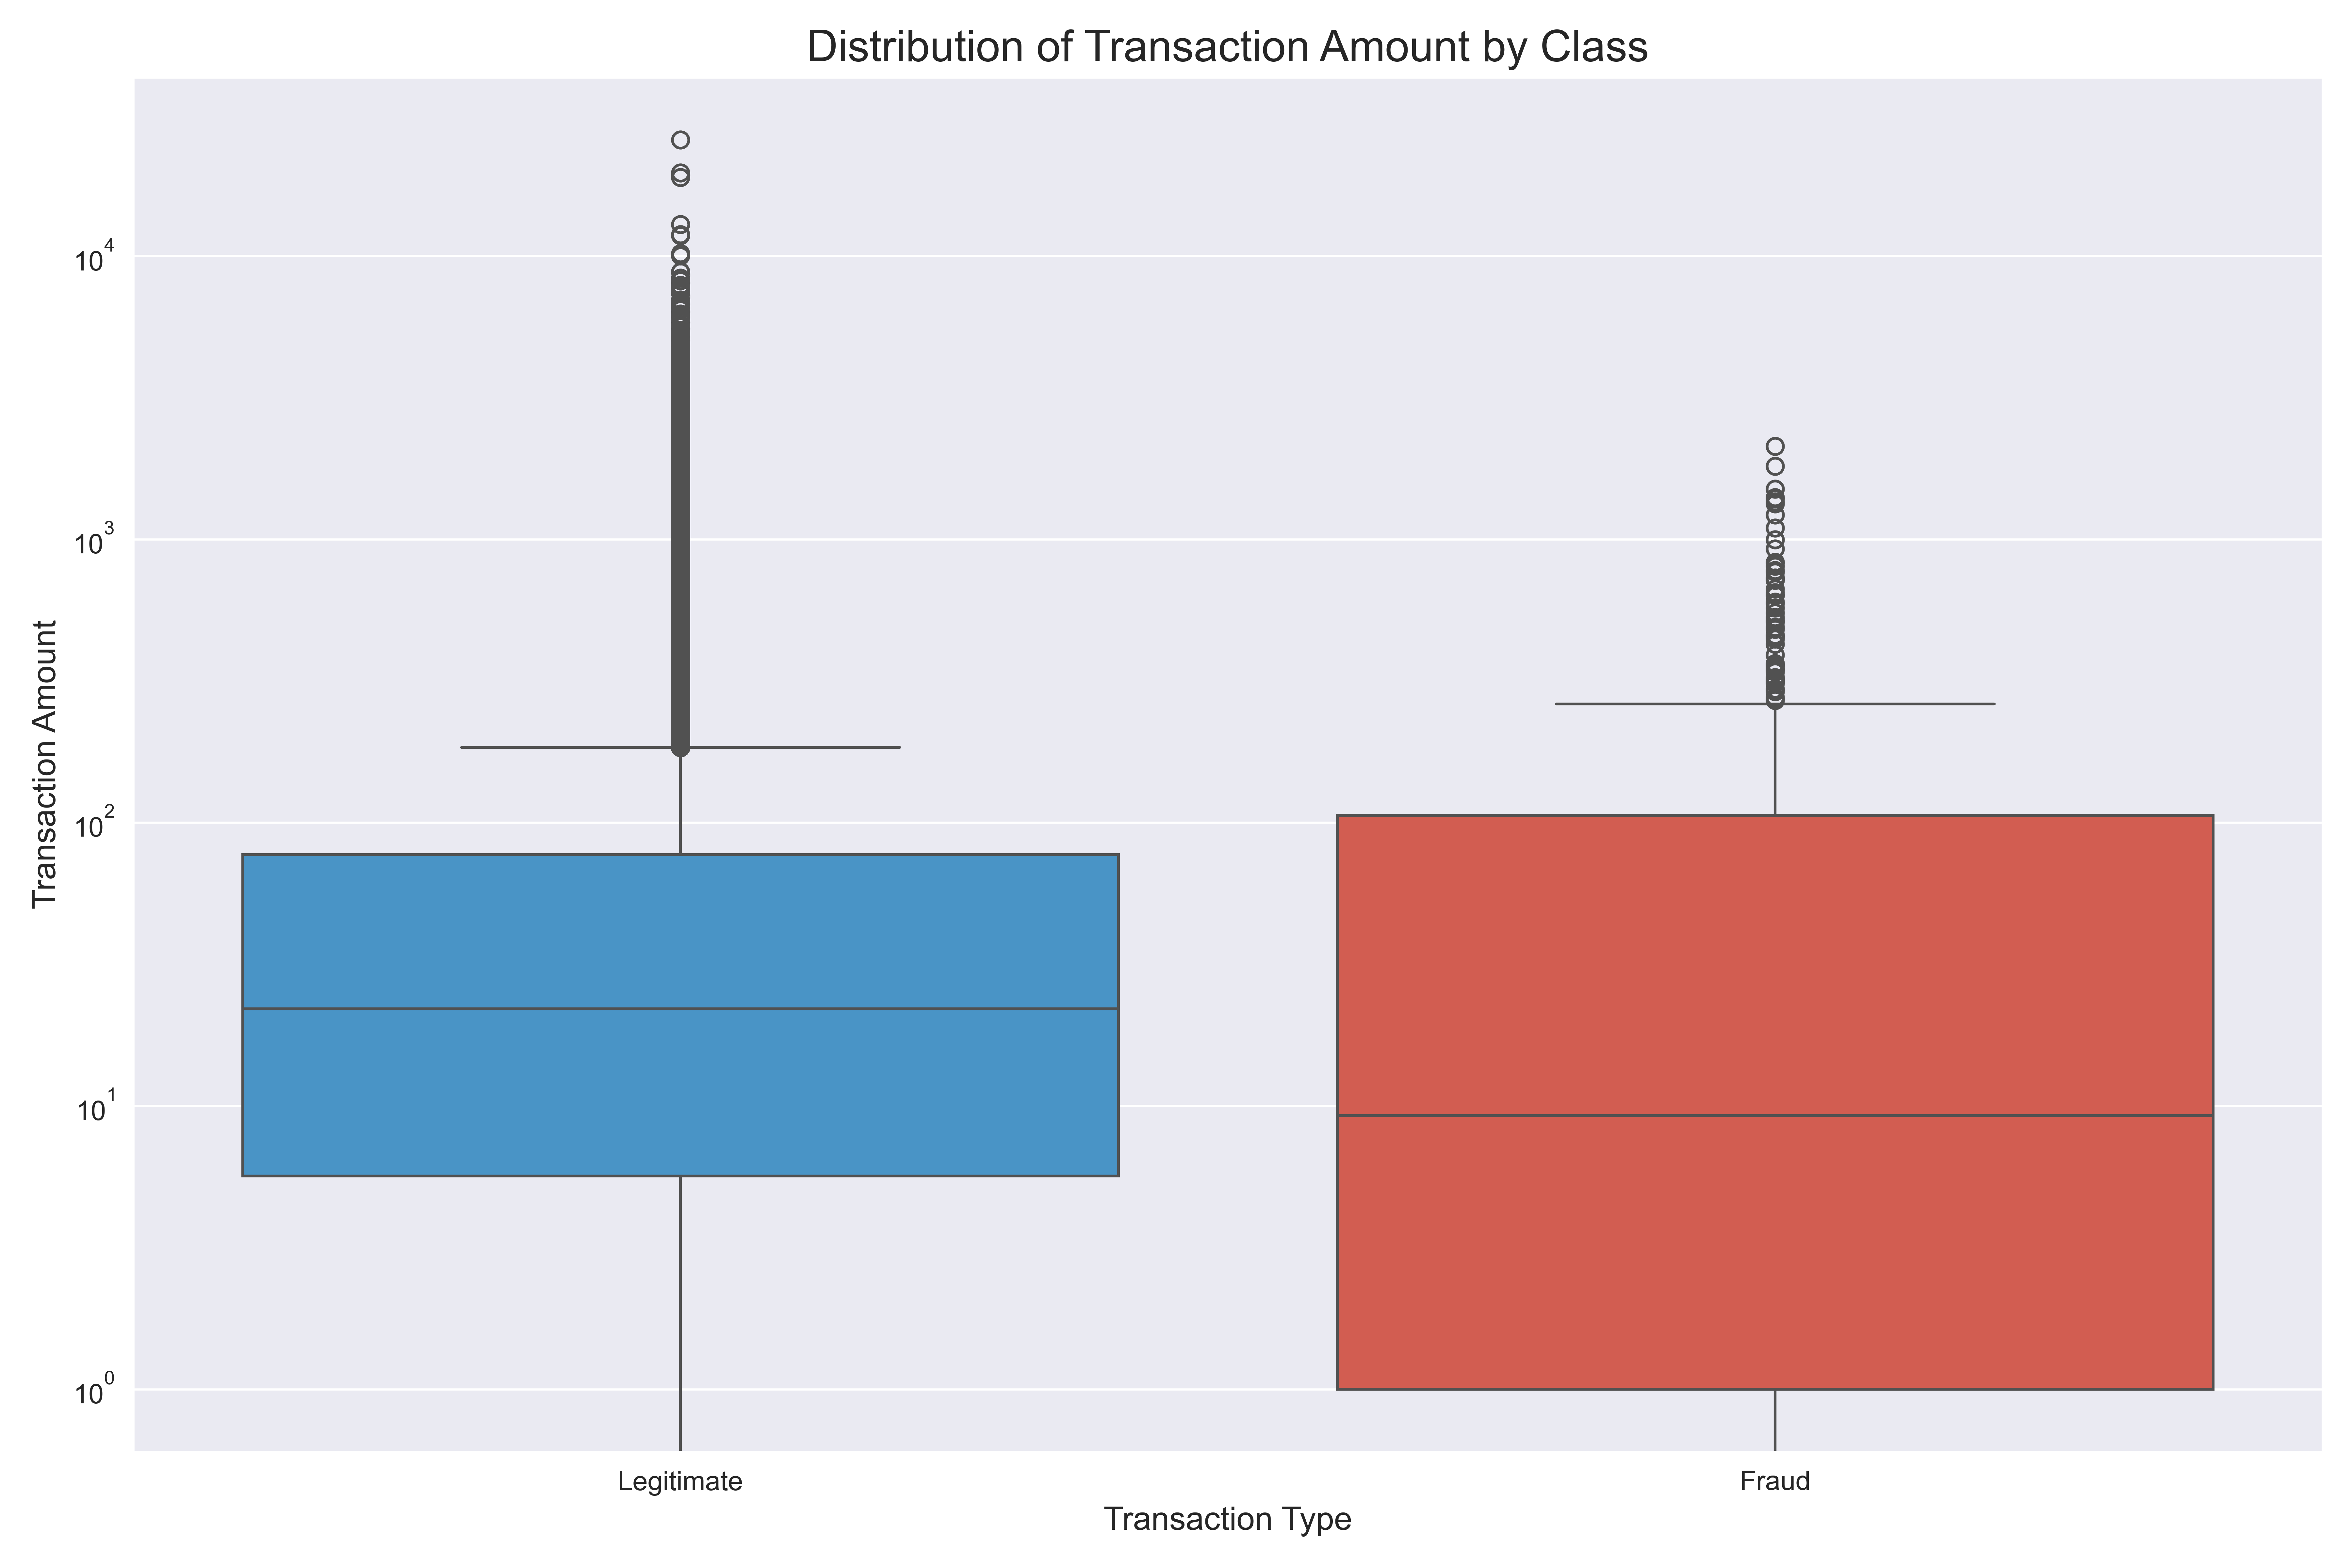 Distribution of Transaction Amount by Class
Transaction Amount
10^4
10^3
10^2
10^1
10^0
Legitimate
Fraud
Transaction Type